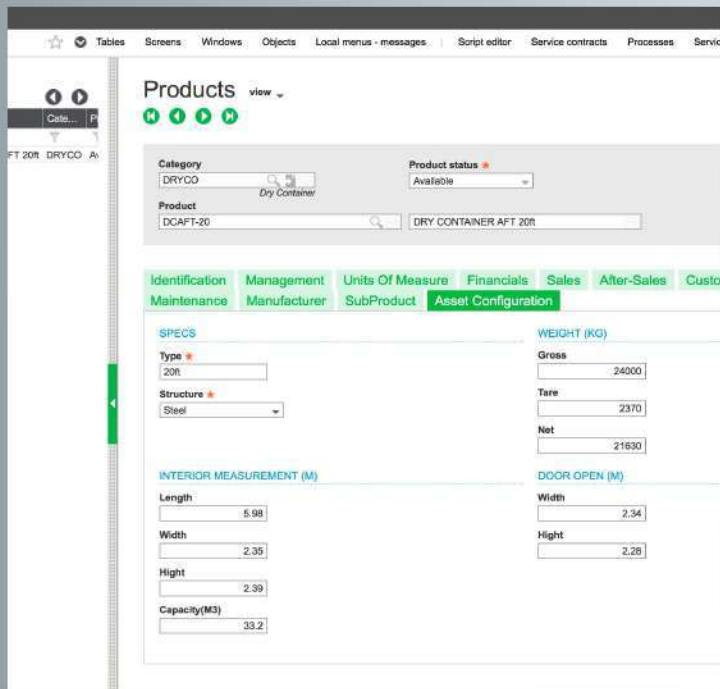 Tables Screens Windows Objects Local menus - messages Script editor Service contracts Processes Servic
Products view
Cate... P
FT 20ft DRYCO Av
Category Product status *
DRYCO Available
Dry Container
Product
DCAFT-20 DRY CONTAINER AFT 20ft
Identification Management Units Of Measure Financials Sales After-Sales Custo
Maintenance Manufacturer SubProduct Asset Configuration
SPECS WEIGHT (KG)
Type * Gross
20ft 24000
Structure * Tare
Steel 2370
Net
21630
INTERIOR MEASUREMENT (M) DOOR OPEN (M)
Length Width
5.98 2.34
Width Hight
2.35 2.28
Hight
2.39
Capacity(M3)
33.2